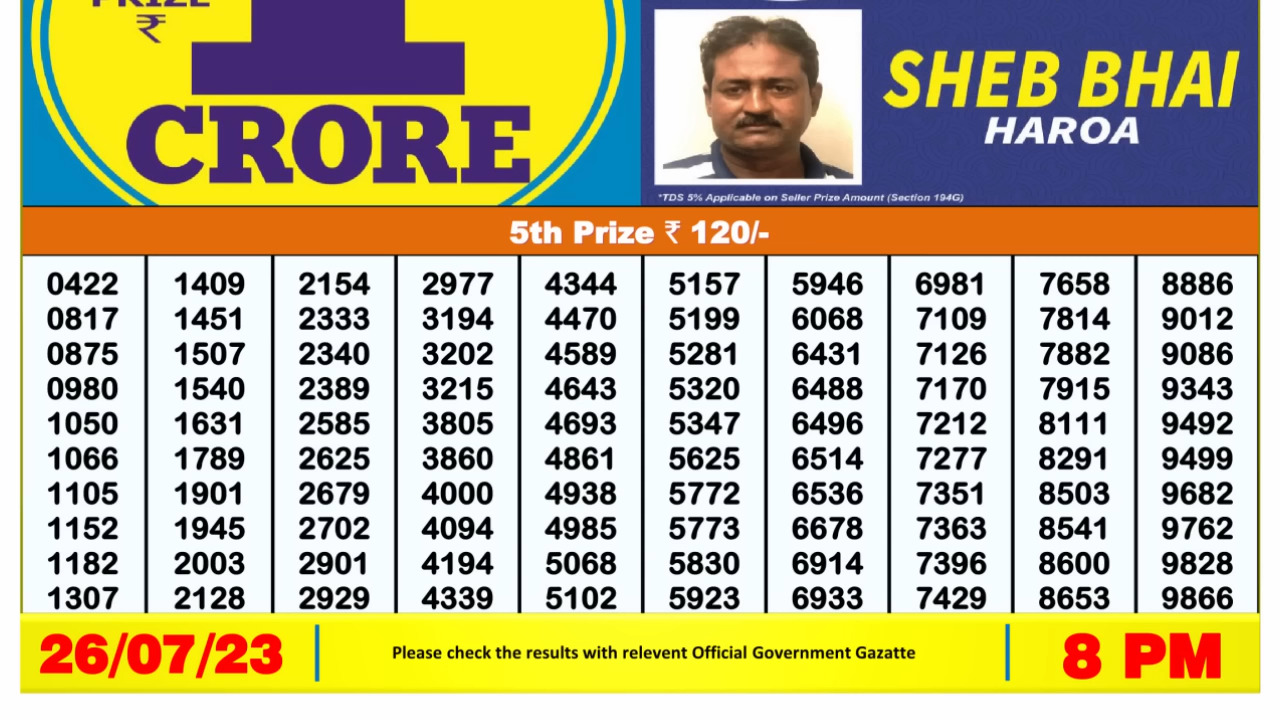 PRIZE
₹
1
CRORE
SHEB BHAI
HAROA
*TDS 5% Applicable on Seller Prize Amount (Section 194G)
5th Prize ₹ 120/-
0422 1409 2154 2977 4344 5157 5946 6981 7658 8886
0817 1451 2333 3194 4470 5199 6068 7109 7814 9012
0875 1507 2340 3202 4589 5281 6431 7126 7882 9086
0980 1540 2389 3215 4643 5320 6488 7170 7915 9343
1050 1631 2585 3805 4693 5347 6496 7212 8111 9492
1066 1789 2625 3860 4861 5625 6514 7277 8291 9499
1105 1901 2679 4000 4938 5772 6536 7351 8503 9682
1152 1945 2702 4094 4985 5773 6678 7363 8541 9762
1182 2003 2901 4194 5068 5830 6914 7396 8600 9828
1307 2128 2929 4339 5102 5923 6933 7429 8653 9866
26/07/23
Please check the results with relevent Official Government Gazatte
8 PM